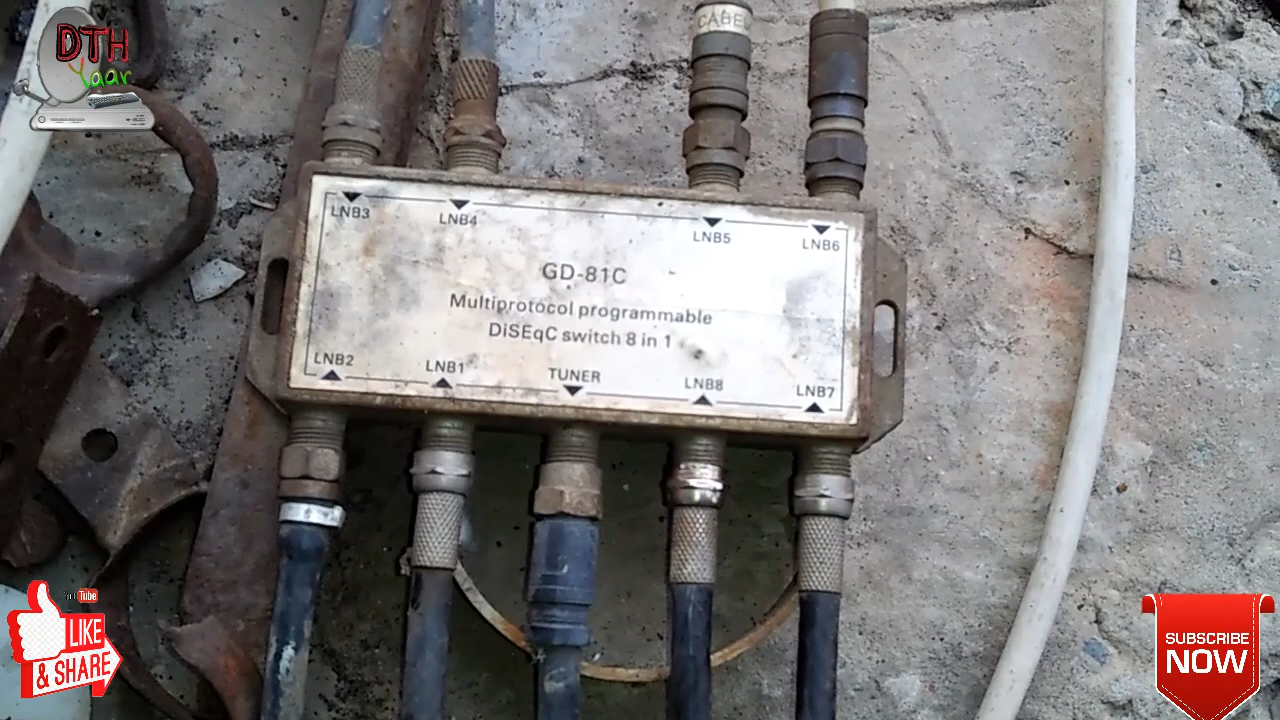 DTH
Yaar
CABEL
LNB3
LNB4
LNB5
LNB6
GD-81C
Multiprotocol programmable
DiSEqC switch 8 in 1
LNB2
LNB1
TUNER
LNB8
LNB7
YouTube
LIKE
& SHARE
SUBSCRIBE
NOW